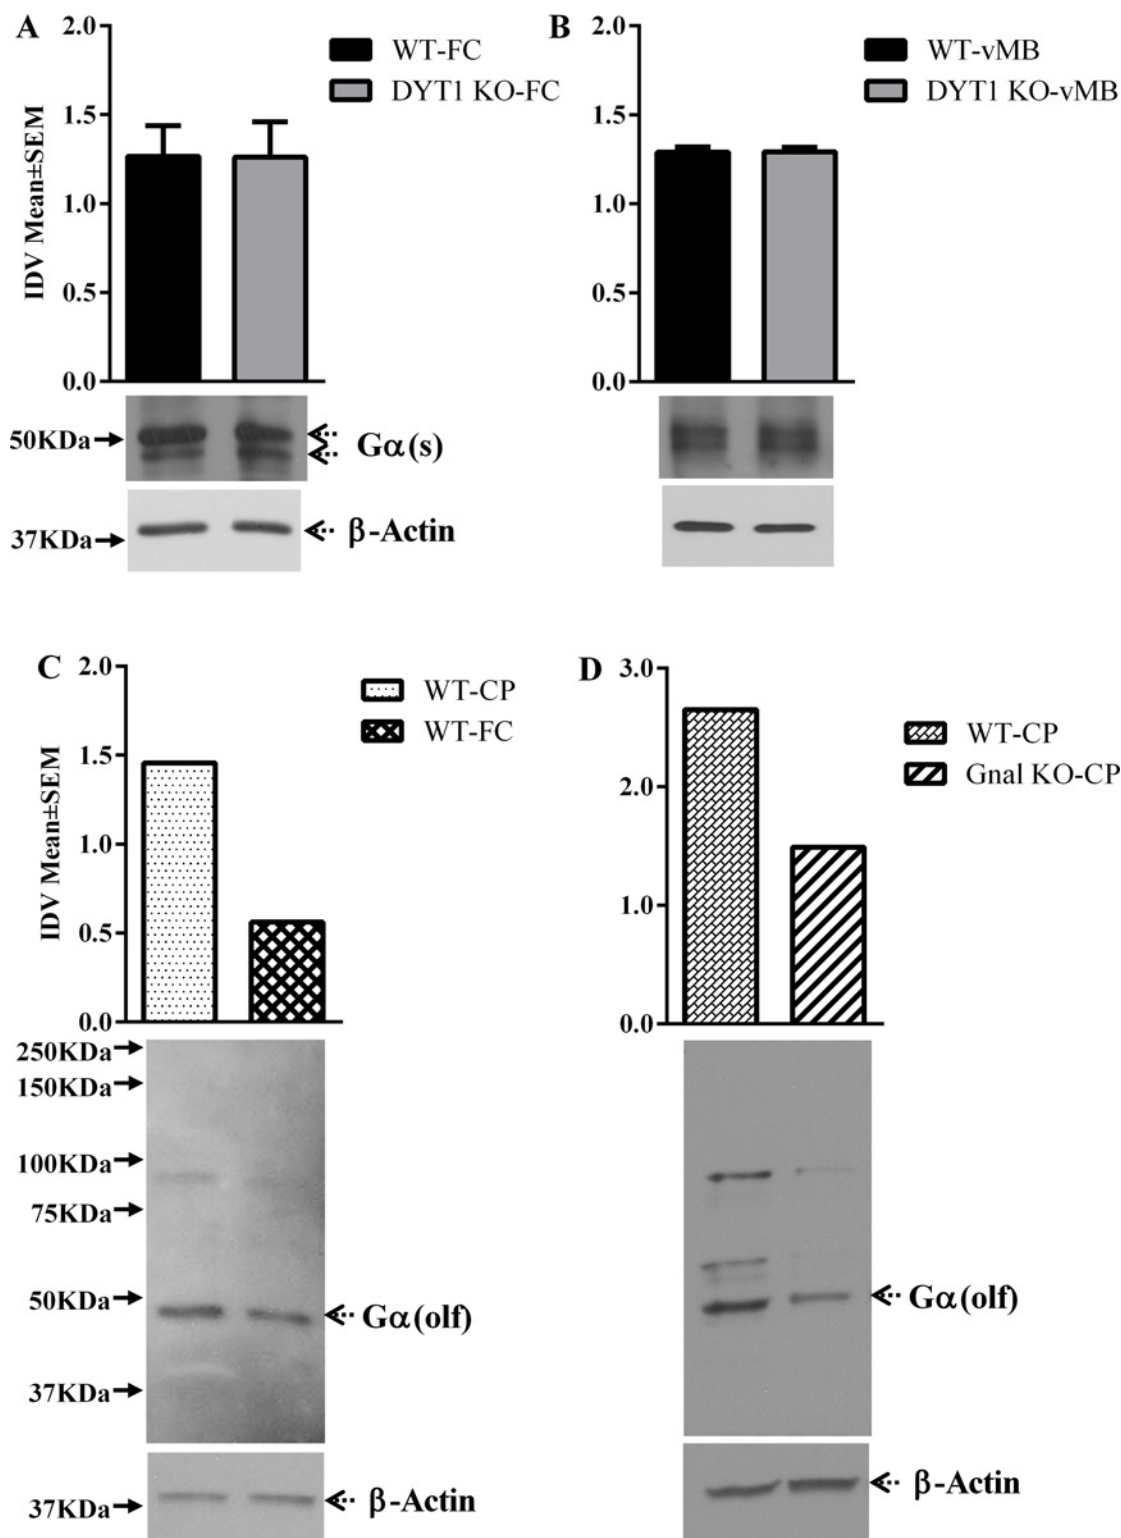 A
2.0
1.5
1.0
0.5
0.0
IDV Mean±SEM
WT-FC
DYT1 KO-FC
50KDa
Gα(s)
37KDa
β-Actin
B
2.0
1.5
1.0
0.5
0.0
WT-vMB
DYT1 KO-vMB
C
2.0
1.5
1.0
0.5
0.0
IDV Mean±SEM
WT-CP
WT-FC
250KDa
150KDa
100KDa
75KDa
50KDa
Gα(olf)
37KDa
37KDa
β-Actin
D
3.0
2.0
1.0
0.0
WT-CP
Gnal KO-CP
Gα(olf)
β-Actin